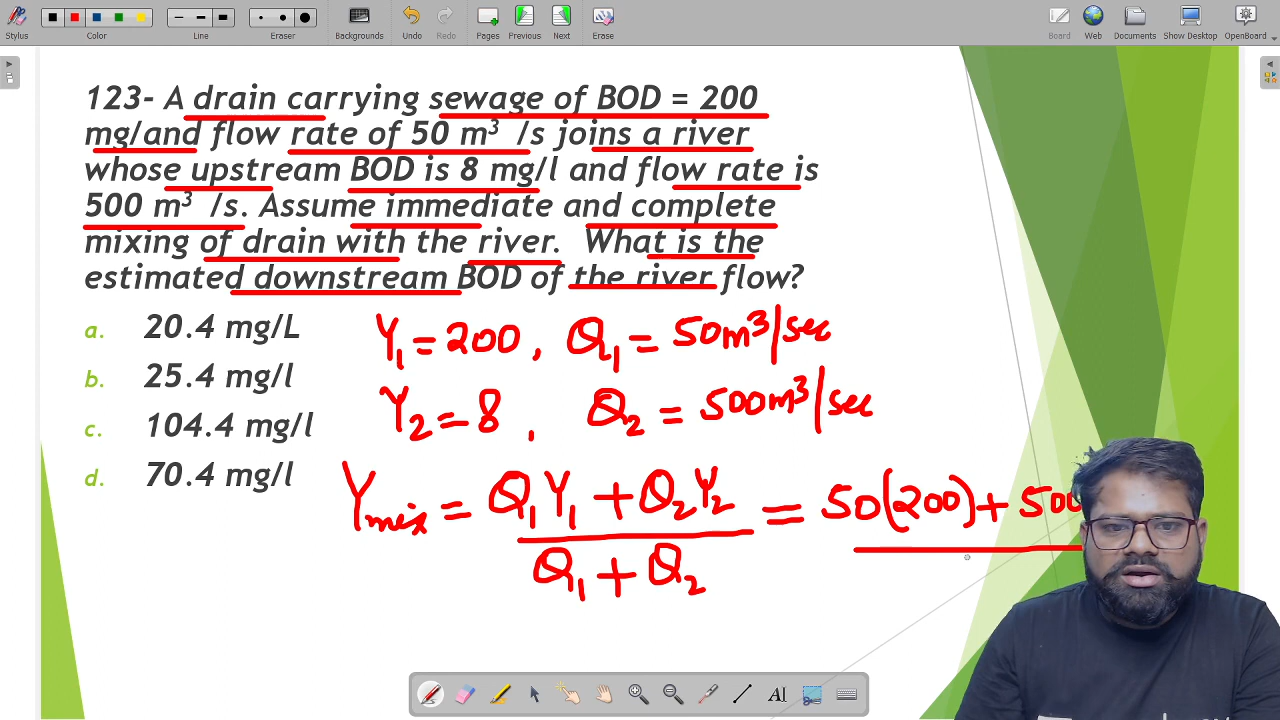 Stylus Color Line Eraser Backgrounds Undo Redo Pages Previous Next Erase Board Web Documents Show Desktop OpenBoard
123- A drain carrying sewage of BOD = 200
mg/and flow rate of 50 m³ /s joins a river
whose upstream BOD is 8 mg/l and flow rate is
500 m³ /s. Assume immediate and complete
mixing of drain with the river. What is the
estimated downstream BOD of the river flow?
a. 20.4 mg/L
b. 25.4 mg/l
c. 104.4 mg/l
d. 70.4 mg/l
Y₁ = 200, Q₁ = 50m³/sec
Y₂ = 8, Q₂ = 500m³/sec
Ymix = Q₁Y₁ + Q₂Y₂ = 50(200) + 500
Q₁ + Q₂
AI